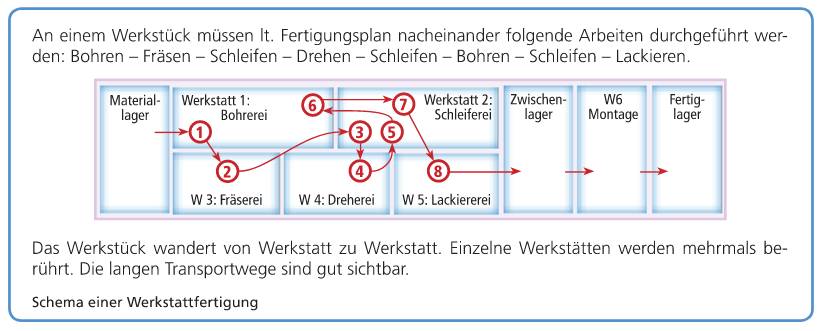 An einem Werkstück müssen lt. Fertigungsplan nacheinander folgende Arbeiten durchgeführt wer-
den: Bohren – Fräsen – Schleifen – Drehen – Schleifen – Bohren – Schleifen – Lackieren.
Material-
lager
Werkstatt 1:
Bohrerei
Werkstatt 2:
Schleiferei
Zwischen-
lager
W6
Montage
Fertig-
lager
6
7
1
3
5
2
4
8
W 3: Fräserei
W 4: Dreherei
W 5: Lackiererei
Das Werkstück wandert von Werkstatt zu Werkstatt. Einzelne Werkstätten werden mehrmals be-
rührt. Die langen Transportwege sind gut sichtbar.
Schema einer Werkstattfertigung